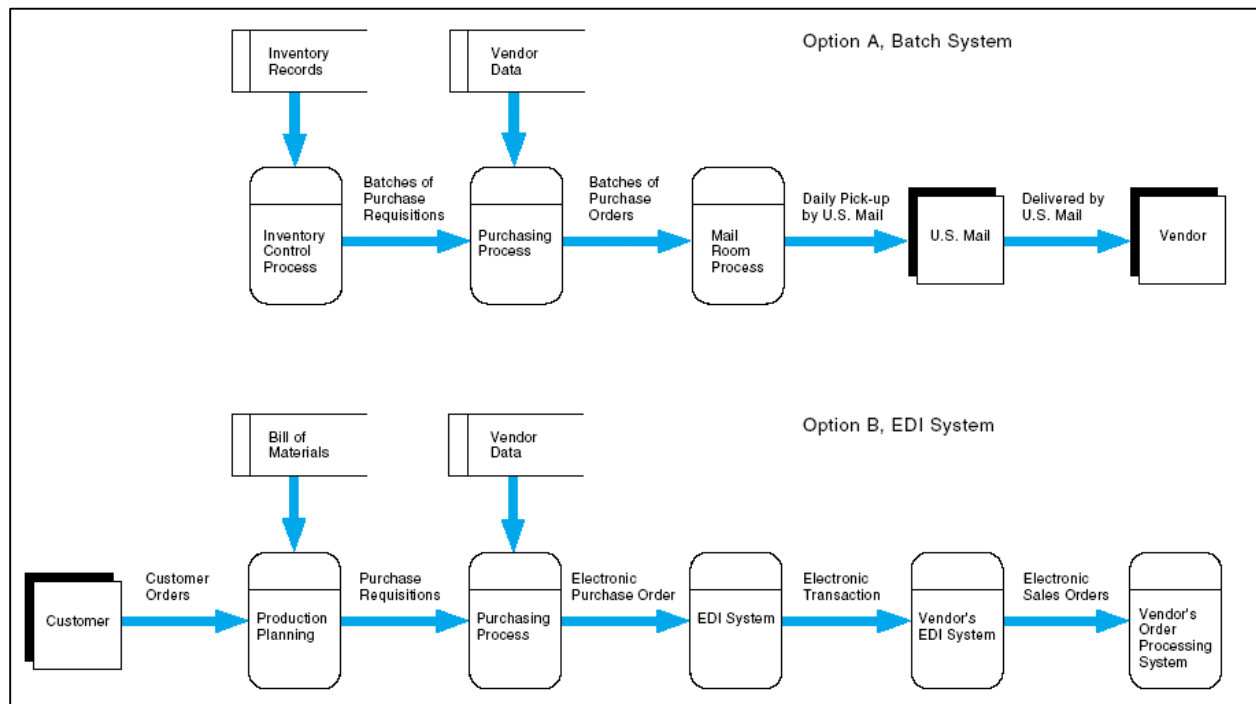 Inventory
Records
Vendor
Data
Option A, Batch System
Batches of
Purchase
Requisitions
Batches of
Purchase
Orders
Daily Pick-up
by U.S. Mail
Delivered by
U.S. Mail
Inventory
Control
Process
Purchasing
Process
Mail
Room
Process
U.S. Mail
Vendor
Bill of
Materials
Vendor
Data
Option B, EDI System
Customer
Orders
Purchase
Requisitions
Electronic
Purchase Order
Electronic
Transaction
Electronic
Sales Orders
Customer
Production
Planning
Purchasing
Process
EDI System
Vendor's
EDI System
Vendor's
Order
Processing
System